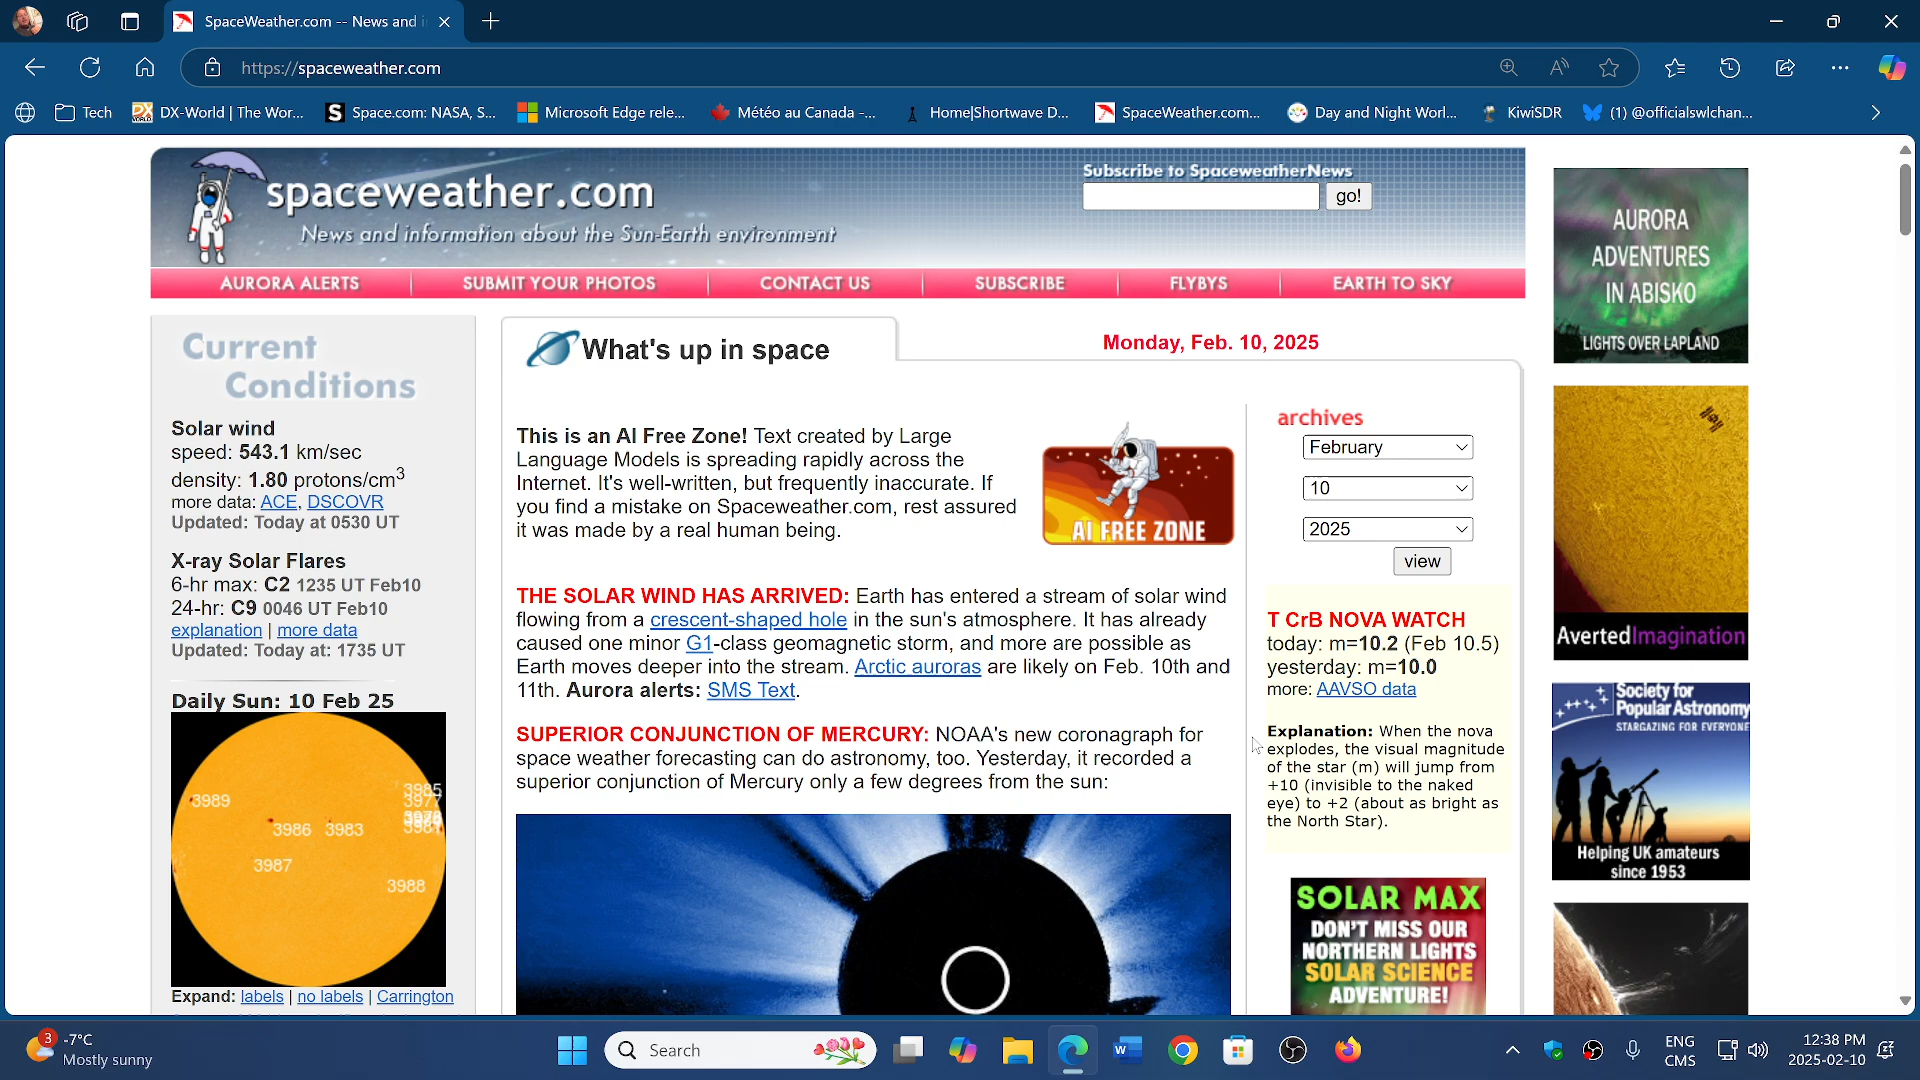 SpaceWeather.com -- News and i
https://spaceweather.com
Tech
DX-World | The Wor...
Space.com: NASA, S...
Microsoft Edge rele...
Météo au Canada -...
Home|Shortwave D...
SpaceWeather.com...
Day and Night Worl...
KiwiSDR
(1) @officialswlchan...
spaceweather.com
News and information about the Sun-Earth environment
Subscribe to SpaceweatherNews
go!
AURORA ALERTS
SUBMIT YOUR PHOTOS
CONTACT US
SUBSCRIBE
FLYBYS
EARTH TO SKY
Current
Conditions
Solar wind
speed: 543.1 km/sec
density: 1.80 protons/cm3
more data: ACE, DSCOVR
Updated: Today at 0530 UT
X-ray Solar Flares
6-hr max: C2 1235 UT Feb10
24-hr: C9 0046 UT Feb10
explanation | more data
Updated: Today at: 1735 UT
Daily Sun: 10 Feb 25
3985
3977
3989
3986
3983
3981
3987
3988
Expand: labels | no labels | Carrington
What's up in space
Monday, Feb. 10, 2025
This is an AI Free Zone! Text created by Large
Language Models is spreading rapidly across the
Internet. It's well-written, but frequently inaccurate. If
you find a mistake on Spaceweather.com, rest assured
it was made by a real human being.
AI FREE ZONE
THE SOLAR WIND HAS ARRIVED: Earth has entered a stream of solar wind
flowing from a crescent-shaped hole in the sun's atmosphere. It has already
caused one minor G1-class geomagnetic storm, and more are possible as
Earth moves deeper into the stream. Arctic auroras are likely on Feb. 10th and
11th. Aurora alerts: SMS Text.
SUPERIOR CONJUNCTION OF MERCURY: NOAA's new coronagraph for
space weather forecasting can do astronomy, too. Yesterday, it recorded a
superior conjunction of Mercury only a few degrees from the sun:
archives
February
10
2025
view
T CrB NOVA WATCH
today: m=10.2 (Feb 10.5)
yesterday: m=10.0
more: AAVSO data
Explanation: When the nova
explodes, the visual magnitude
of the star (m) will jump from
+10 (invisible to the naked
eye) to +2 (about as bright as
the North Star).
SOLAR MAX
DON'T MISS OUR
NORTHERN LIGHTS
SOLAR SCIENCE
ADVENTURE!
AURORA
ADVENTURES
IN ABISKO
LIGHTS OVER LAPLAND
AvertedImagination
Society for
Popular Astronomy
STARGAZING FOR EVERYONE
Helping UK amateurs
since 1953
3
-7°C
Mostly sunny
Search
ENG
CMS
12:38 PM
2025-02-10